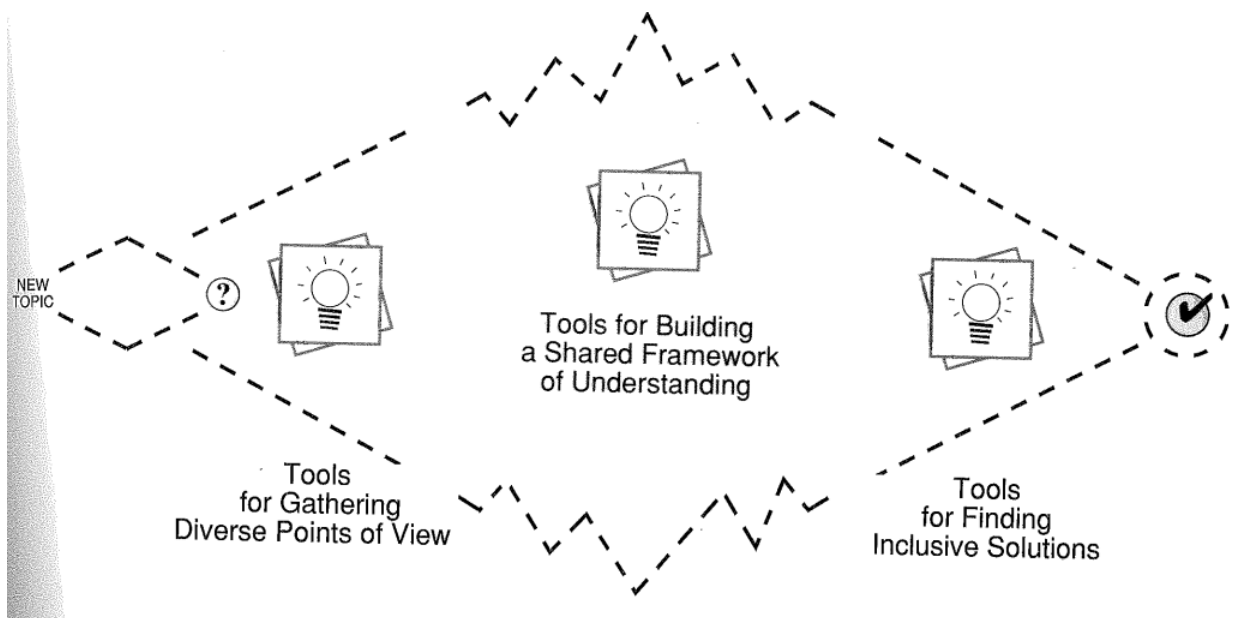 NEW
TOPIC
?
Tools for Building
a Shared Framework
of Understanding
Tools
for Gathering
Diverse Points of View
Tools
for Finding
Inclusive Solutions